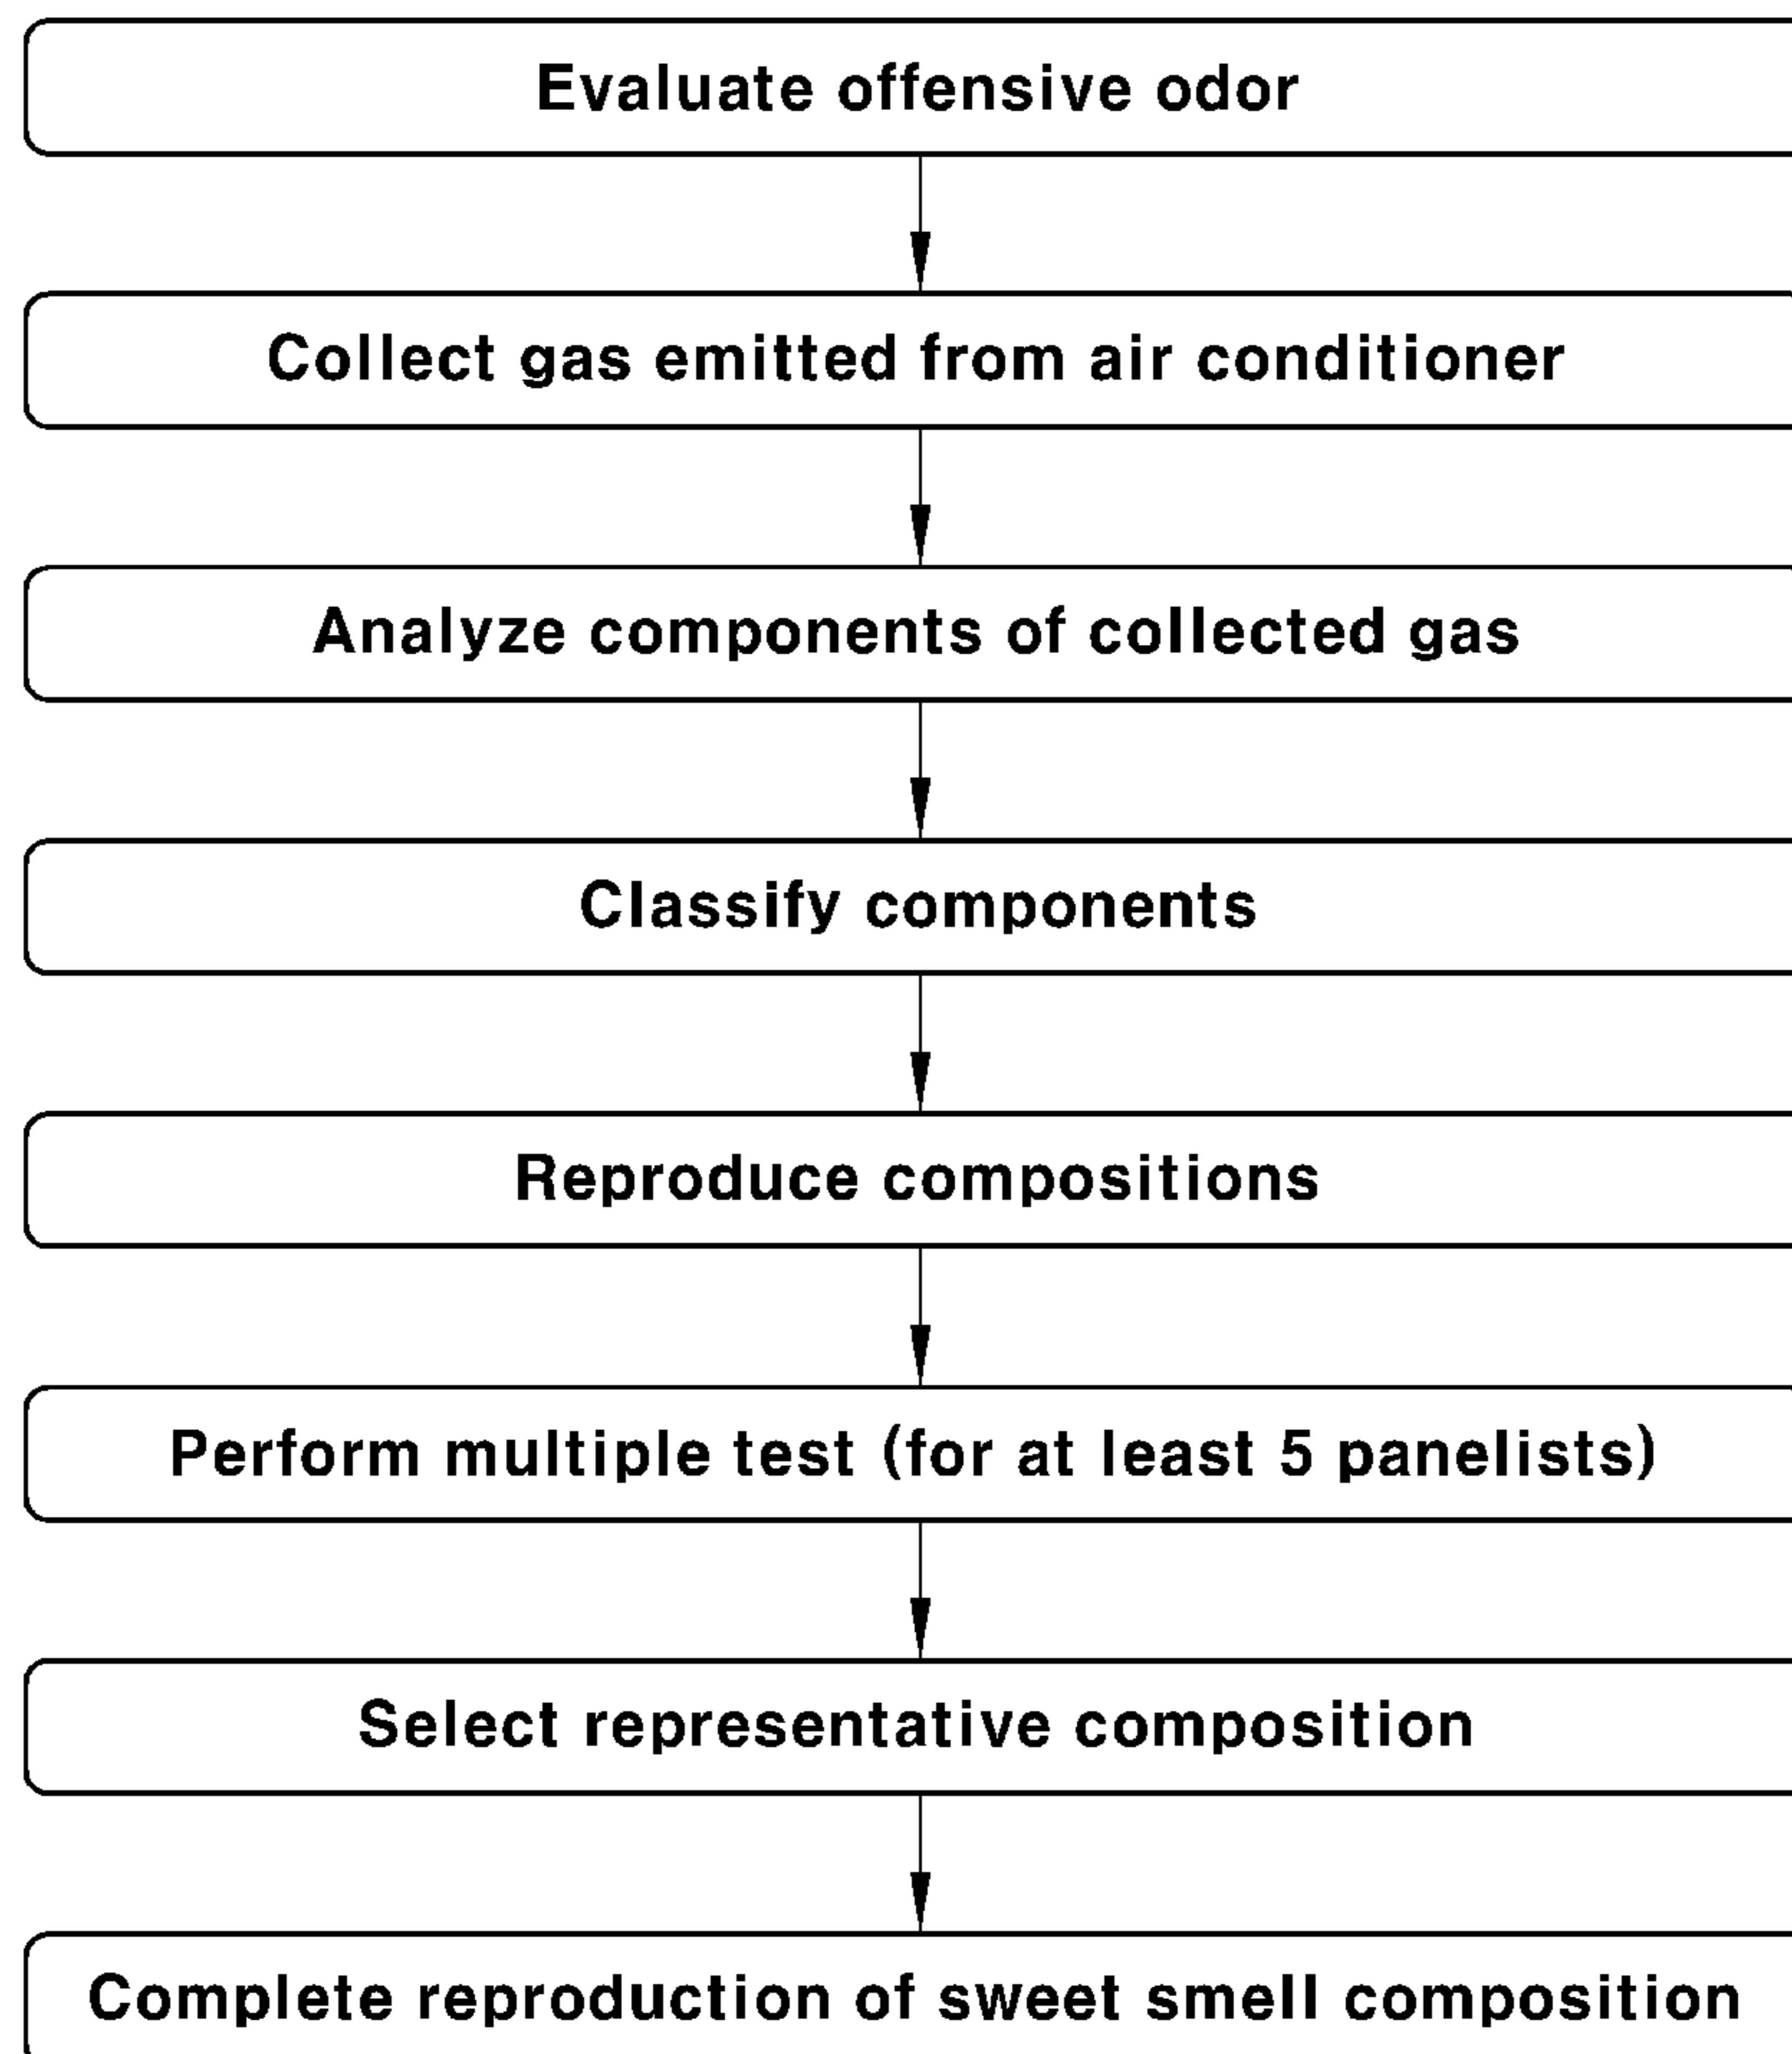 Evaluate offensive odor
Collect gas emitted from air conditioner
Analyze components of collected gas
Classify components
Reproduce compositions
Perform multiple test (for at least 5 panelists)
Select representative composition
Complete reproduction of sweet smell composition